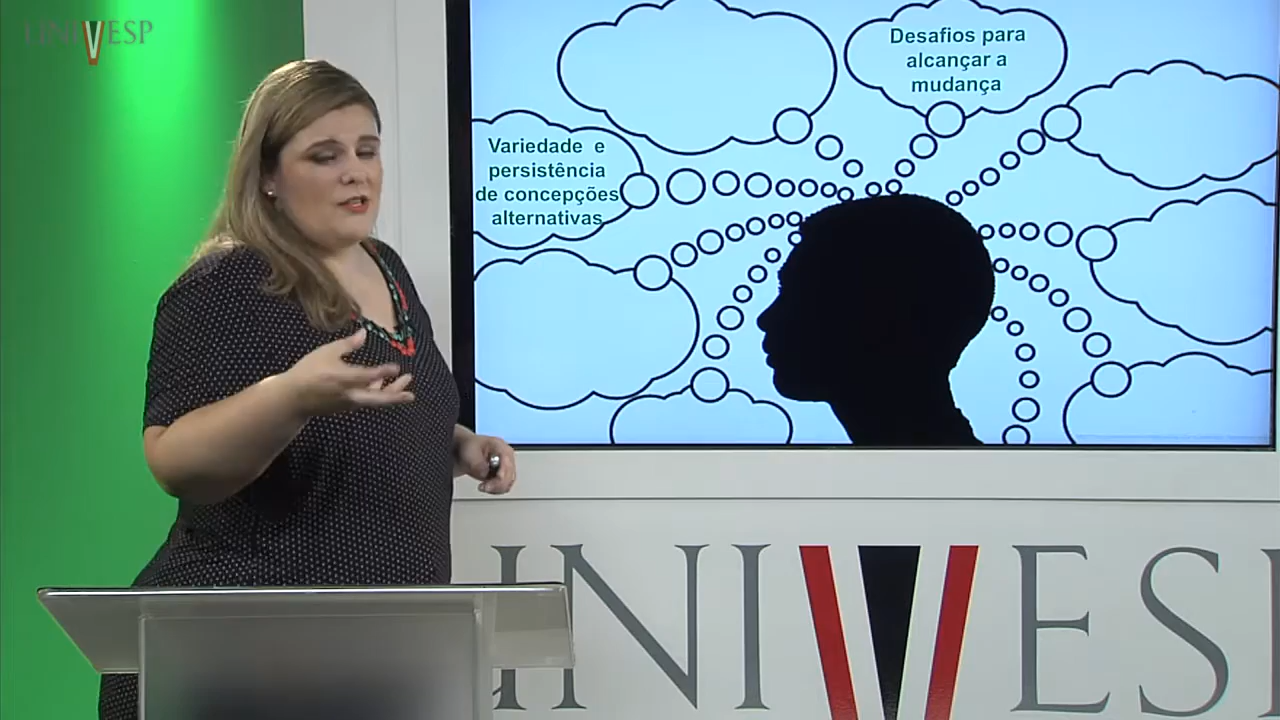 UNIVESP
Desafios para
alcançar a
mudança
Variedade e
persistência
de concepções
alternativas
UNIVESP